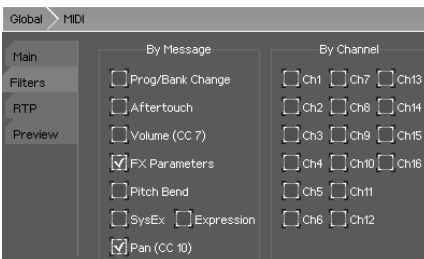 Global MIDI
Main
Filters
RTP
Preview
By Message
Prog/Bank Change
Aftertouch
Volume (CC 7)
FX Parameters
Pitch Bend
SysEx Expression
Pan (CC 10)
By Channel
Ch1 Ch7 Ch13
Ch2 Ch8 Ch14
Ch3 Ch9 Ch15
Ch4 Ch10 Ch16
Ch5 Ch11
Ch6 Ch12